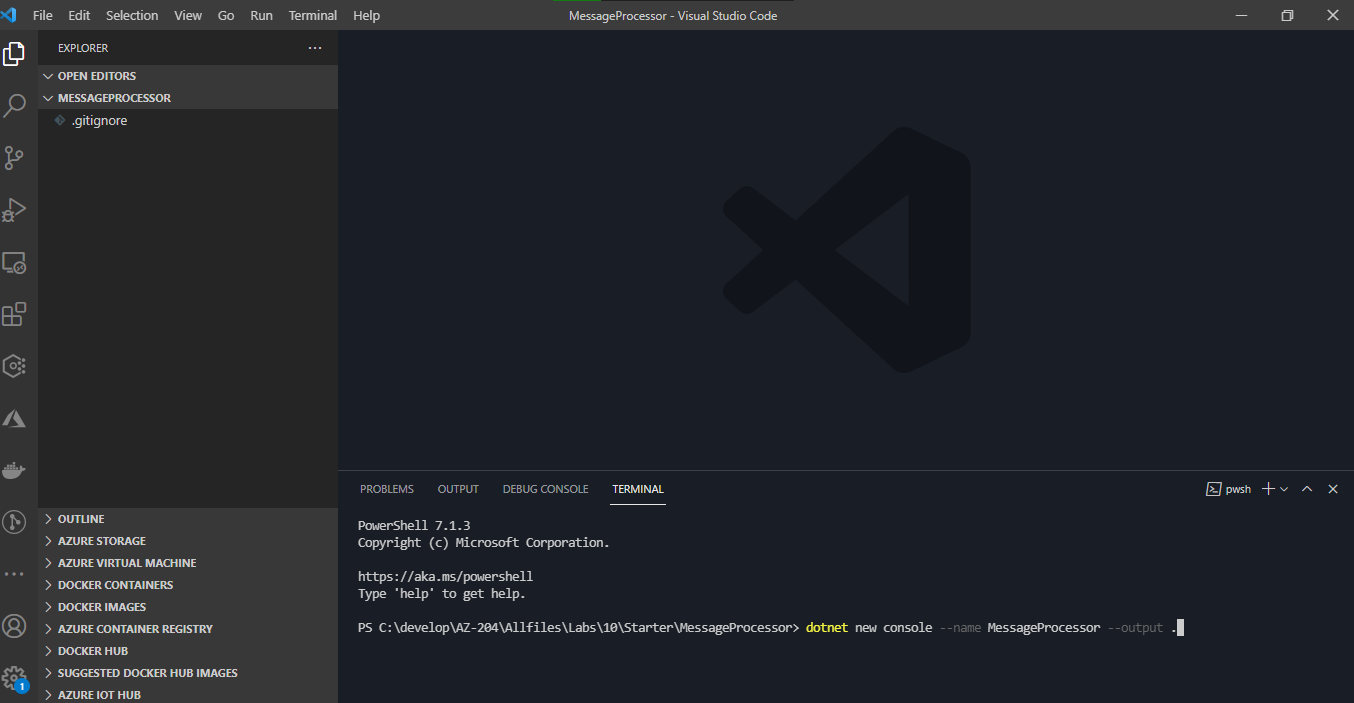 File Edit Selection View Go Run Terminal Help MessageProcessor - Visual Studio Code
EXPLORER
OPEN EDITORS
MESSAGEPROCESSOR
.gitignore
OUTLINE
AZURE STORAGE
AZURE VIRTUAL MACHINE
DOCKER CONTAINERS
DOCKER IMAGES
AZURE CONTAINER REGISTRY
DOCKER HUB
SUGGESTED DOCKER HUB IMAGES
AZURE IOT HUB
1
PROBLEMS OUTPUT DEBUG CONSOLE TERMINAL pwsh
PowerShell 7.1.3
Copyright (c) Microsoft Corporation.
https://aka.ms/powershell
Type 'help' to get help.
PS C:\develop\AZ-204\Allfiles\Labs\10\Starter\MessageProcessor> dotnet new console --name MessageProcessor --output .